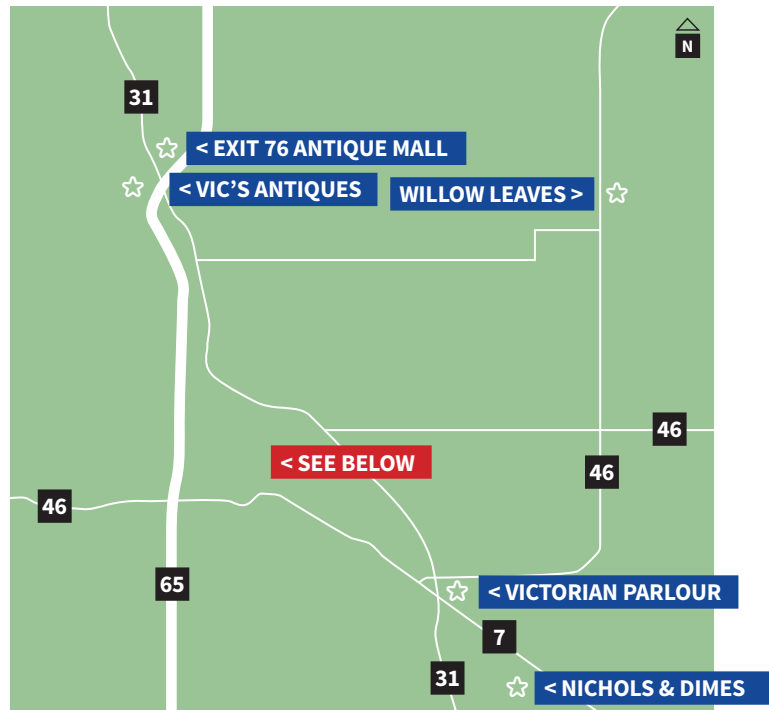 N
31
< EXIT 76 ANTIQUE MALL
< VIC'S ANTIQUES
WILLOW LEAVES >
46
< SEE BELOW
46
46
65
< VICTORIAN PARLOUR
7
31
< NICHOLS & DIMES